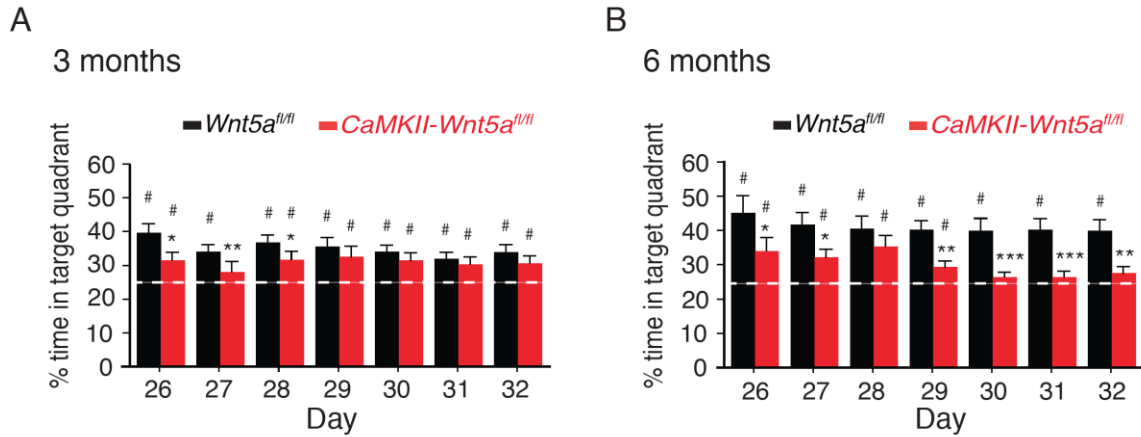 A
3 months
Wnt5a^fl/fl CaMKII-Wnt5a^fl/fl
% time in target quadrant
60
50
40
30
20
10
0
# # # # # # # # # # # # #
* ** *
26 27 28 29 30 31 32
Day
B
6 months
Wnt5a^fl/fl CaMKII-Wnt5a^fl/fl
% time in target quadrant
60
50
40
30
20
10
0
# # # # # # # # # # #
* * ** *** *** **
26 27 28 29 30 31 32
Day